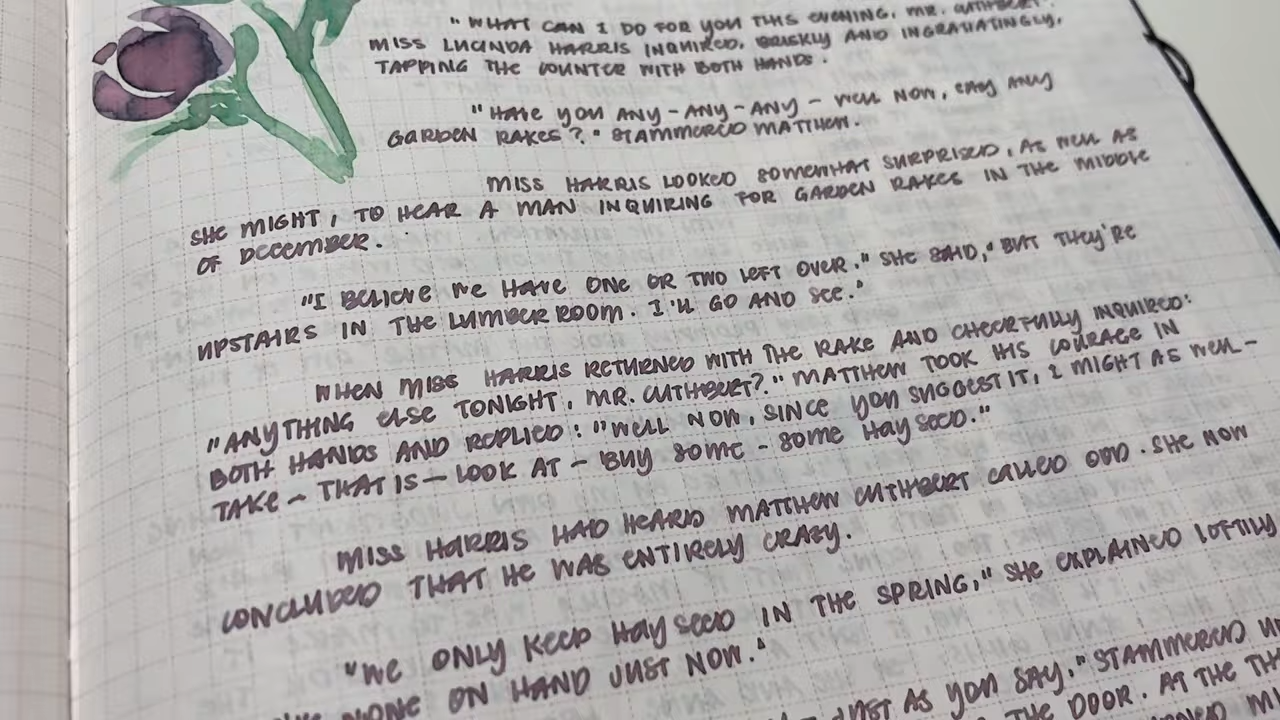 "WHAT CAN I DO FOR YOU THIS EVENING, MR. CUTHBERT?
MISS LUCINDA HARRIS INQUIRED, BRISKLY AND INGRATIATINGLY,
TAPPING THE COUNTER WITH BOTH HANDS.
"HAVE YOU ANY-ANY-ANY- WELL NOW, SAY ANY
GARDEN RAKES?" STAMMERED MATTHEW.
MISS HARRIS LOOKED SOMEWHAT SURPRISED, AS WELL AS
SHE MIGHT, TO HEAR A MAN INQUIRING FOR GARDEN RAKES IN THE MIDDLE
OF DECEMBER.
"I BELIEVE WE HAVE ONE OR TWO LEFT OVER." SHE SAID, "BUT THEY'RE
UPSTAIRS IN THE LUMBER ROOM. I'LL GO AND SEE."
WHEN MISS HARRIS RETURNED WITH THE RAKE AND CHEERFULLY INQUIRED:
"ANYTHING ELSE TONIGHT, MR. CUTHBERT?" MATTHEW TOOK HIS COURAGE IN
BOTH HANDS AND REPLIED: "WELL NOW, SINCE YOU SUGGEST IT, I MIGHT AS WELL-
TAKE - THAT IS - LOOK AT - BUY SOME - SOME HAYSEED."
MISS HARRIS HAD HEARD MATTHEW CUTHBERT CALLED ODD. SHE NOW
CONCLUDED THAT HE WAS ENTIRELY CRAZY.
"WE ONLY KEEP HAYSEED IN THE SPRING," SHE EXPLAINED LOFTILY
NONE ON HAND JUST NOW."
JUST AS YOU SAY." STAMMERED
THE DOOR. AT THE